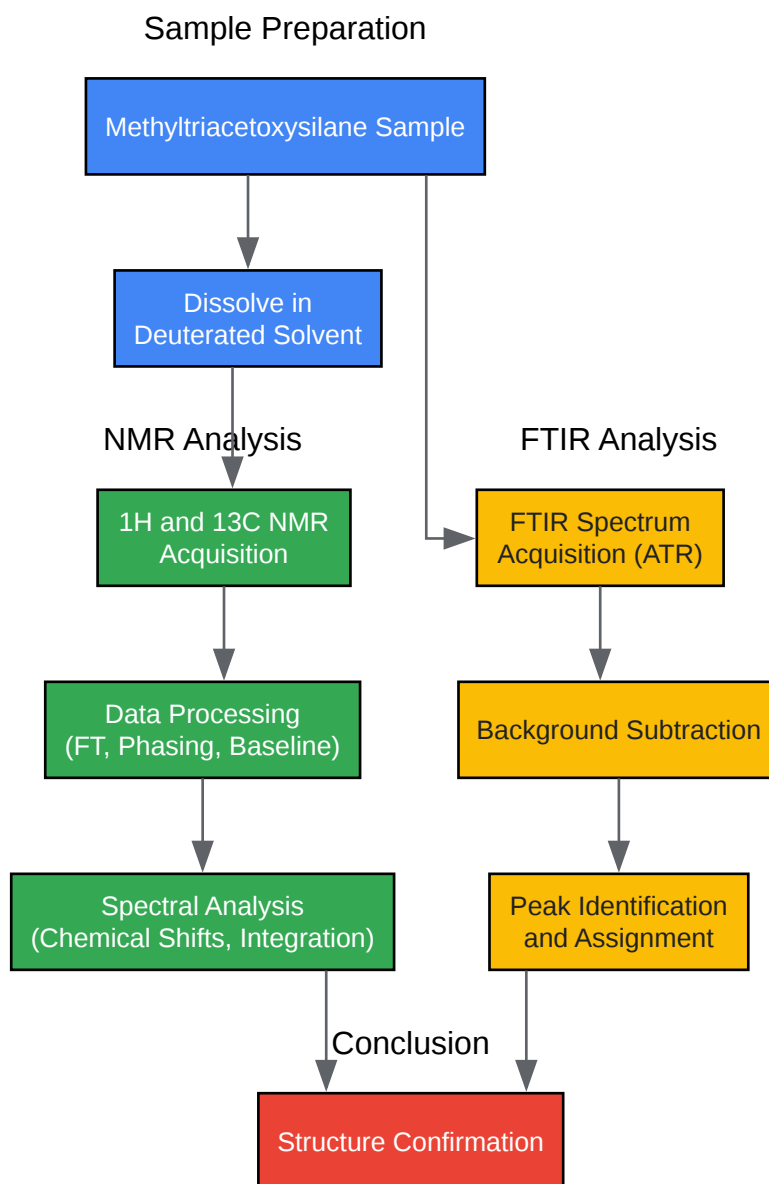 Sample Preparation
Methyltriacetoxysilane Sample
Dissolve in
Deuterated Solvent
NMR Analysis
FTIR Analysis
1H and 13C NMR
Acquisition
FTIR Spectrum
Acquisition (ATR)
Data Processing
(FT, Phasing, Baseline)
Background Subtraction
Spectral Analysis
(Chemical Shifts, Integration)
Peak Identification
and Assignment
Conclusion
Structure Confirmation